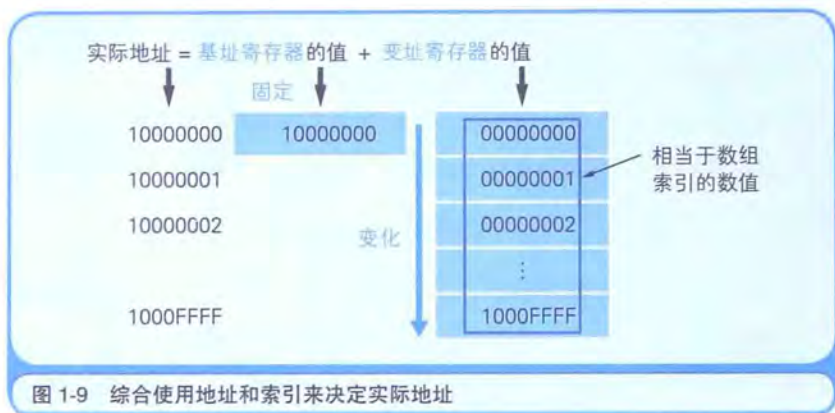 实际地址 = 基址寄存器的值 + 变址寄存器的值
固定
10000000 10000000 00000000
相当于数组
10000001 00000001
索引的数值
10000002 00000002
变化
⋮
1000FFFF 1000FFFF
图 1-9 综合使用地址和索引来决定实际地址